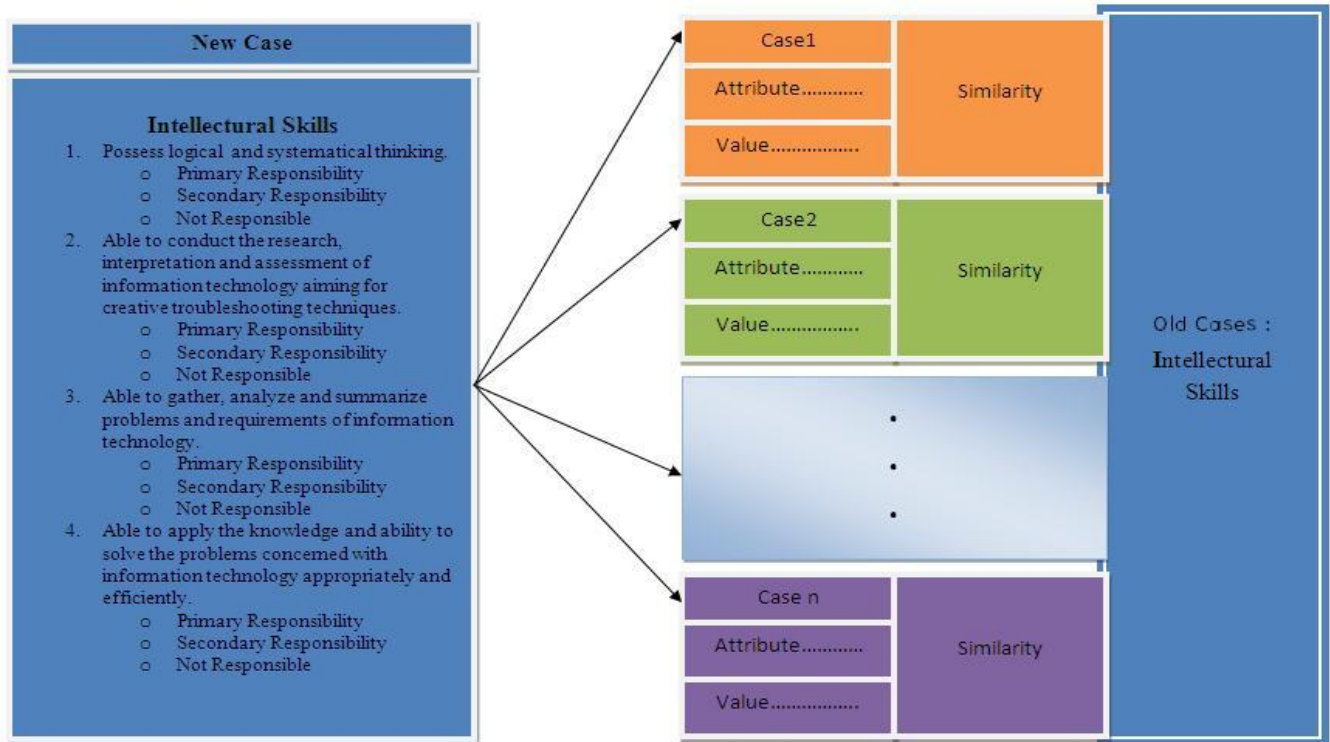 New Case
Intellectural Skills
1. Possess logical and systematical thinking.
o Primary Responsibility
o Secondary Responsibility
o Not Responsible
2. Able to conduct the research,
interpretation and assessment of
information technology aiming for
creative troubleshooting techniques.
o Primary Responsibility
o Secondary Responsibility
o Not Responsible
3. Able to gather, analyze and summarize
problems and requirements of information
technology.
o Primary Responsibility
o Secondary Responsibility
o Not Responsible
4. Able to apply the knowledge and ability to
solve the problems concerned with
information technology appropriately and
efficiently.
o Primary Responsibility
o Secondary Responsibility
o Not Responsible
Case1
Attribute............
Value.................
Similarity
Case2
Attribute............
Value.................
Similarity
Case n
Attribute............
Value.................
Similarity
Old Cases :
Intellectural
Skills